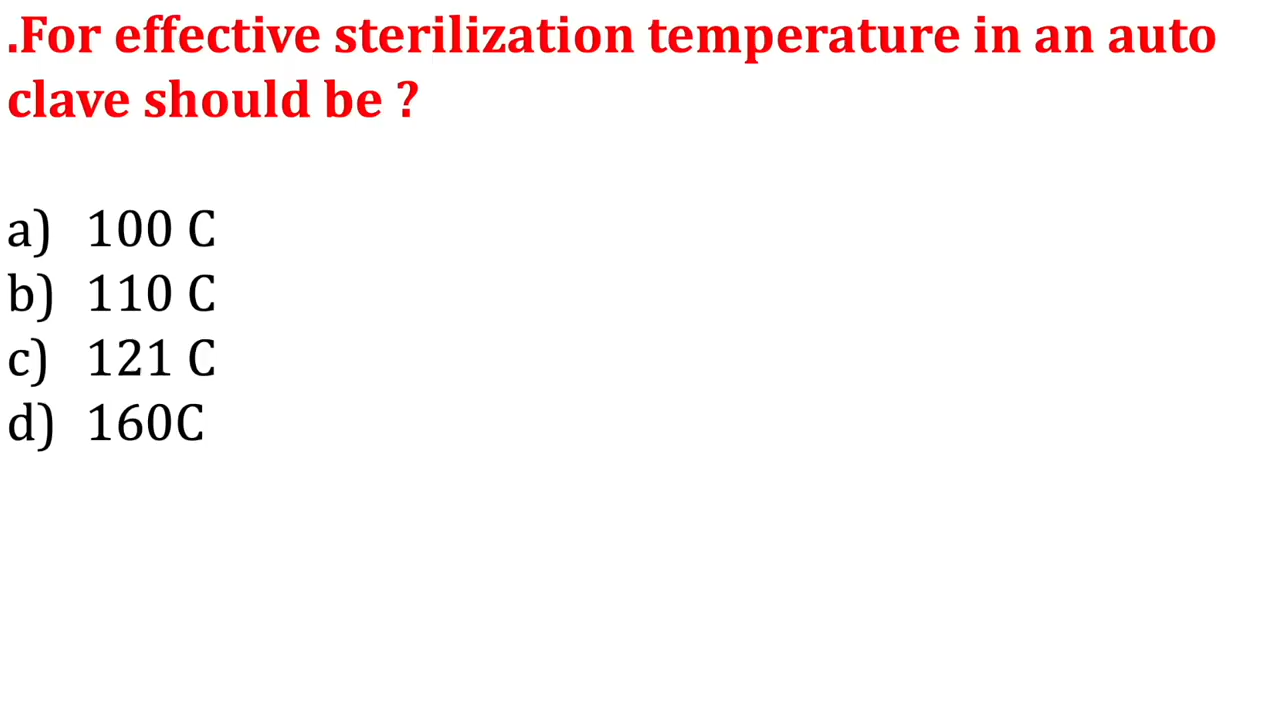 .For effective sterilization temperature in an auto
clave should be ?
a) 100 C
b) 110 C
c) 121 C
d) 160C